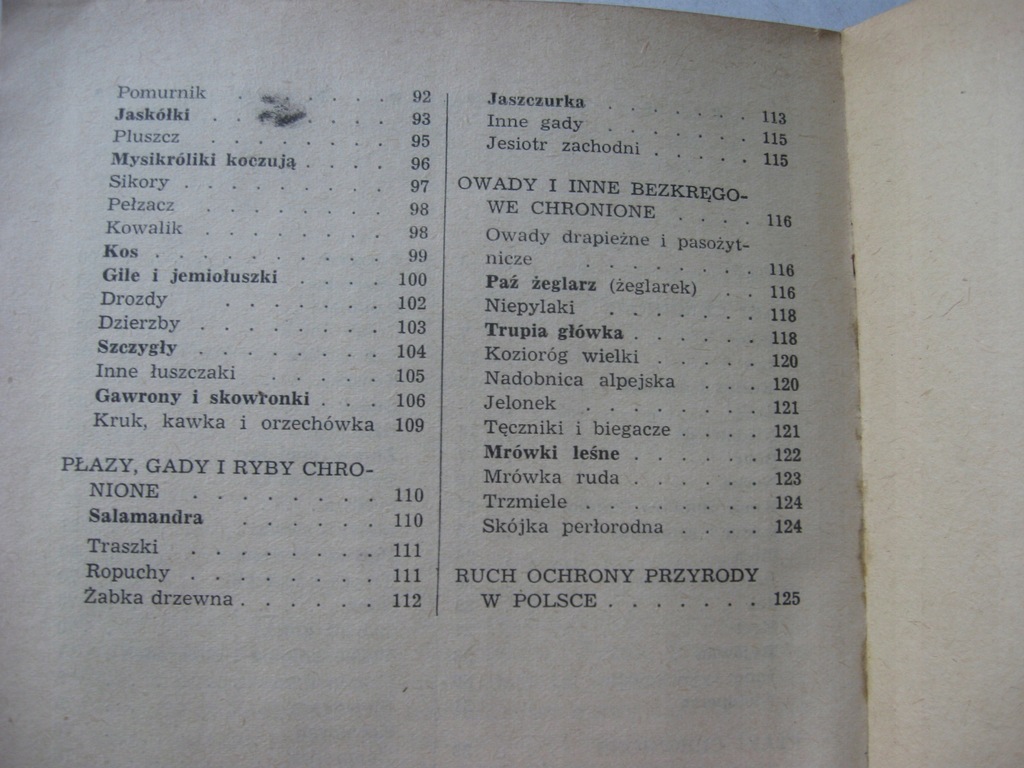 Pomurnik . . . . . . 92
Jaskółki . . . . . . . 93
Pluszcz . . . . . . . . 95
Mysikróliki koczują . . . . 96
Sikory . . . . . . . . . 97
Pełzacz . . . . . . . . 98
Kowalik . . . . . . . . 98
Kos . . . . . . . . . . 99
Gile i jemiołuszki . . . . 100
Drozdy . . . . . . . 102
Dzierzby . . . . . . . . 103
Szczygły . . . . . . . . 104
Inne łuszczaki . . . . . 105
Gawrony i skowronki . . . 106
Kruk, kawka i orzechówka 109
PŁAZY, GADY I RYBY CHRO-
NIONE . . . . . . . . 110
Salamandra . . . . . . 110
Traszki . . . . . . . . 111
Ropuchy . . . . . . . . 111
Żabka drzewna . . . . . . 112
Jaszczurka . . . . . . 113
Inne gady . . . . . . . 115
Jesiotr zachodni . . . . . 115
OWADY I INNE BEZKRĘGO-
WE CHRONIONE . . . . 116
Owady drapieżne i pasożyt-
nicze . . . . . . . . 116
Paź żeglarz (żeglarek) . . 116
Niepylaki . . . . . . . 118
Trupia główka . . . . . . 118
Kozioróg wielki . . . . . 120
Nadobnica alpejska . . . 120
Jelonek . . . . . . . . 121
Tęczniki i biegacze . . . . 121
Mrówki leśne . . . . . . 122
Mrówka ruda . . . . . . 123
Trzmiele . . . . . . . . 124
Skójka perłorodna . . . . 124
RUCH OCHRONY PRZYRODY
W POLSCE . . . . . . . 125